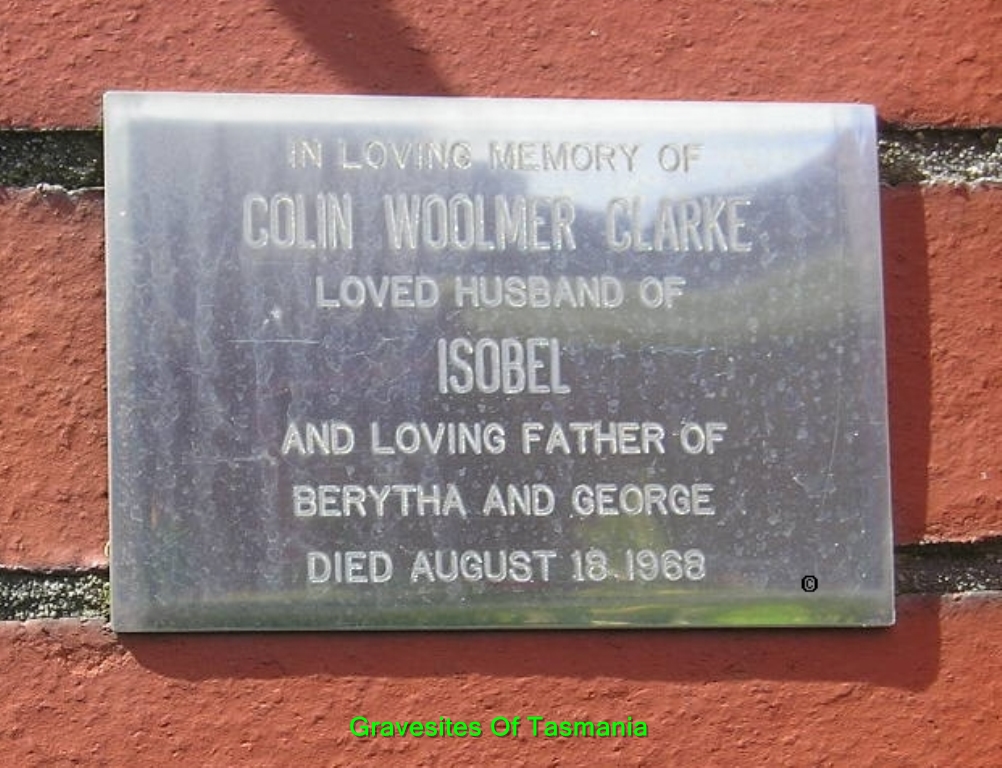 IN LOVING MEMORY OF
COLIN WOOLMER CLARKE
LOVED HUSBAND OF
ISOBEL
AND LOVING FATHER OF
BERYTHA AND GEORGE
DIED AUGUST 18.1968
©
Gravesites Of Tasmania